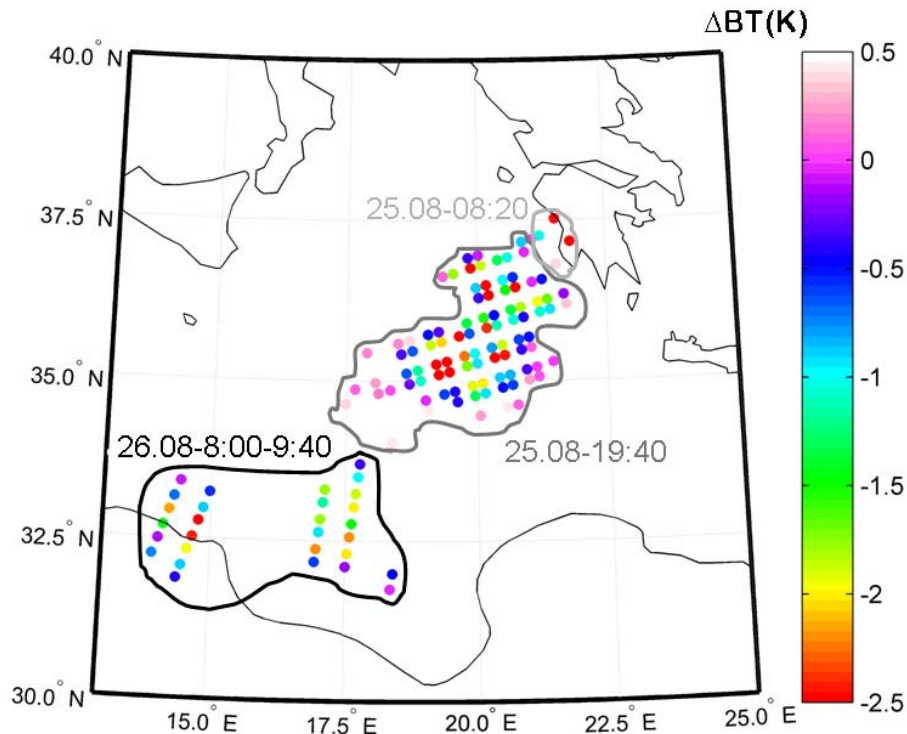 ΔBT(K)
40.0° N
37.5° N
35.0° N
32.5° N
30.0° N
15.0° E
17.5° E
20.0° E
22.5° E
25.0° E
25.08-08:20
25.08-19:40
26.08-8:00-9:40
0.5
0
-0.5
-1
-1.5
-2
-2.5